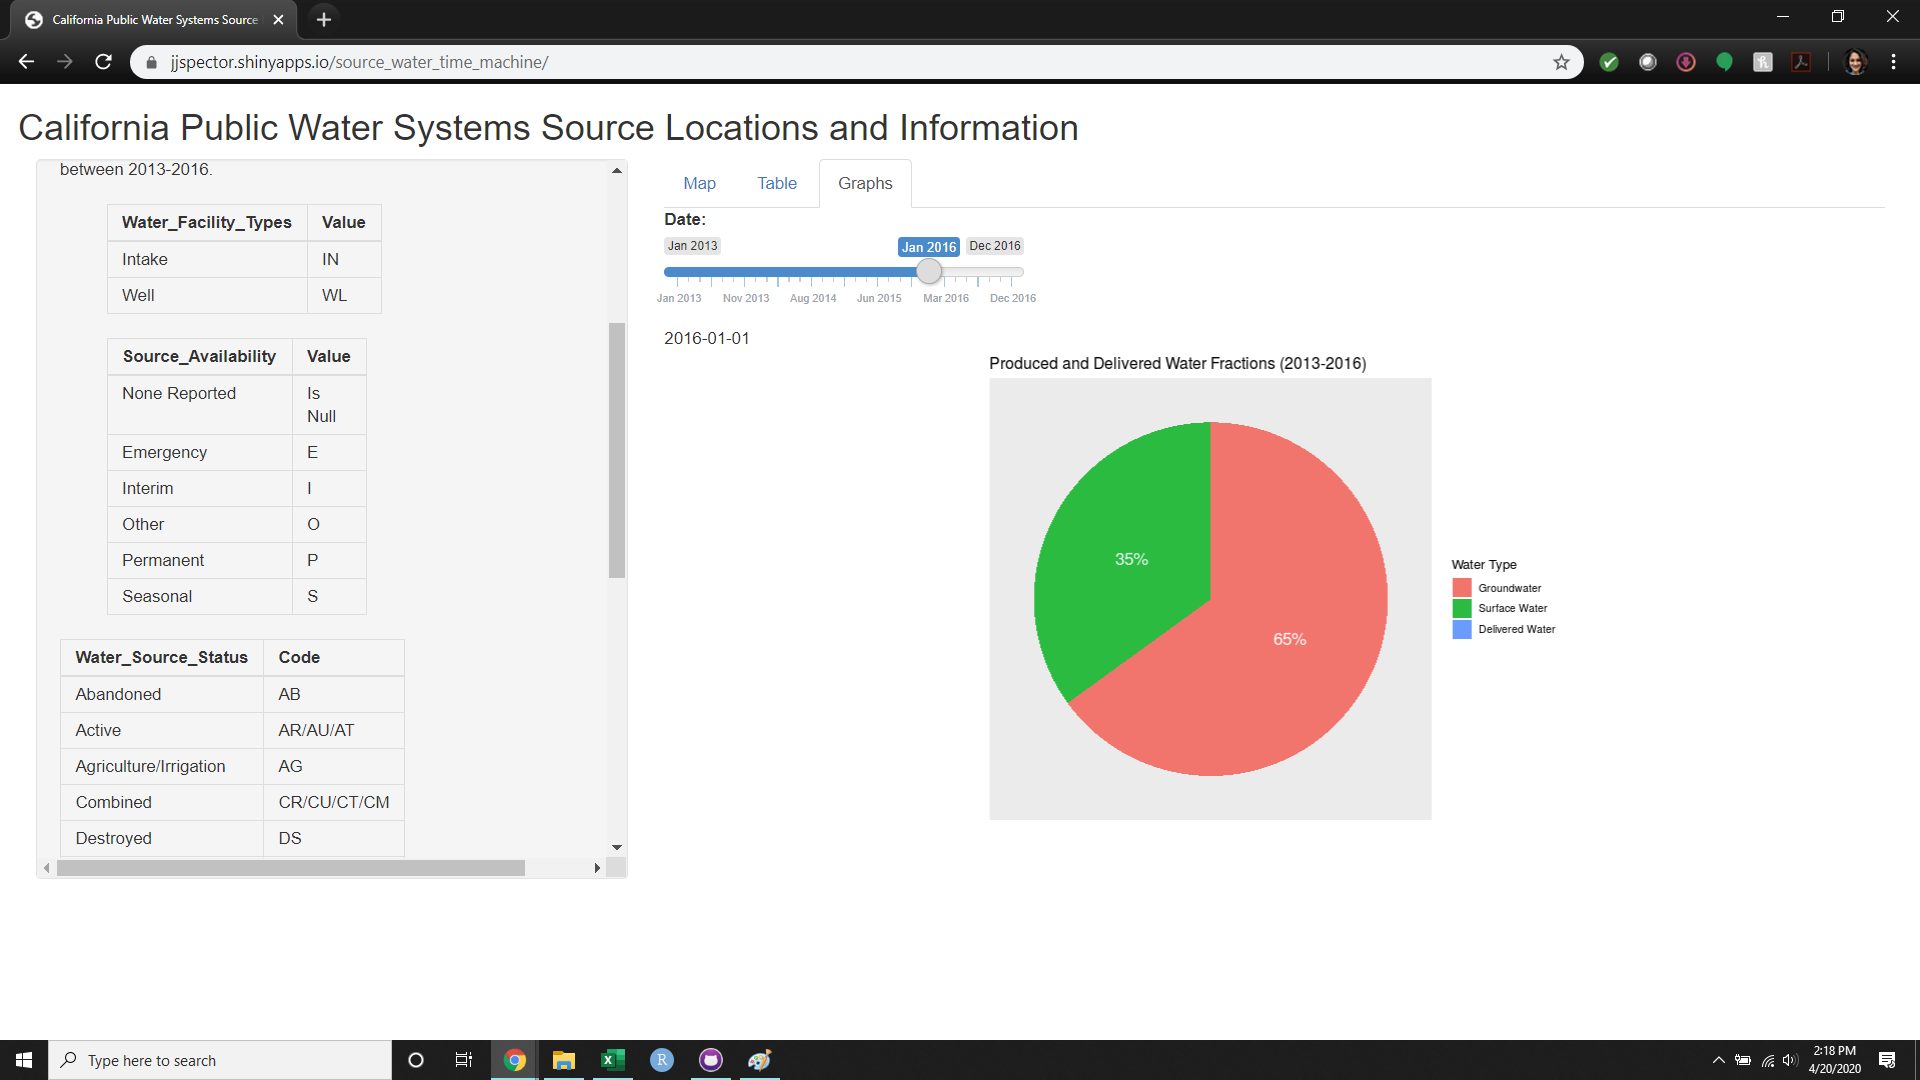 California Public Water Systems Source
jjspector.shinyapps.io/source_water_time_machine/
California Public Water Systems Source Locations and Information
between 2013-2016.
Water_Facility_Types Value
Intake IN
Well WL
Source_Availability Value
None Reported Is
Null
Emergency E
Interim I
Other O
Permanent P
Seasonal S
Water_Source_Status Code
Abandoned AB
Active AR/AU/AT
Agriculture/Irrigation AG
Combined CR/CU/CT/CM
Destroyed DS
Map Table Graphs
Date:
Jan 2013 Jan 2016 Dec 2016
Jan 2013 Nov 2013 Aug 2014 Jun 2015 Mar 2016 Dec 2016
2016-01-01
Produced and Delivered Water Fractions (2013-2016)
35%
65%
Water Type
Groundwater
Surface Water
Delivered Water
Type here to search
R
2:18 PM
4/20/2020